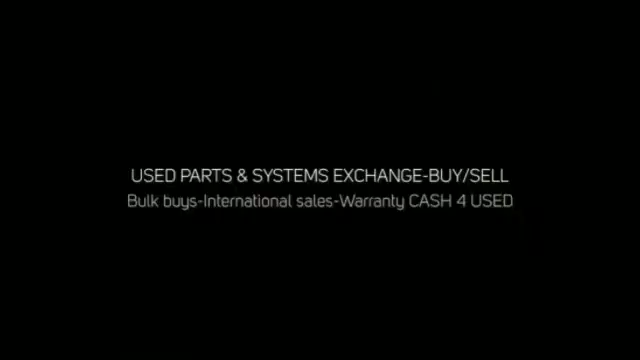 USED PARTS & SYSTEMS EXCHANGE-BUY/SELL
Bulk buys-International sales-Warranty CASH 4 USED